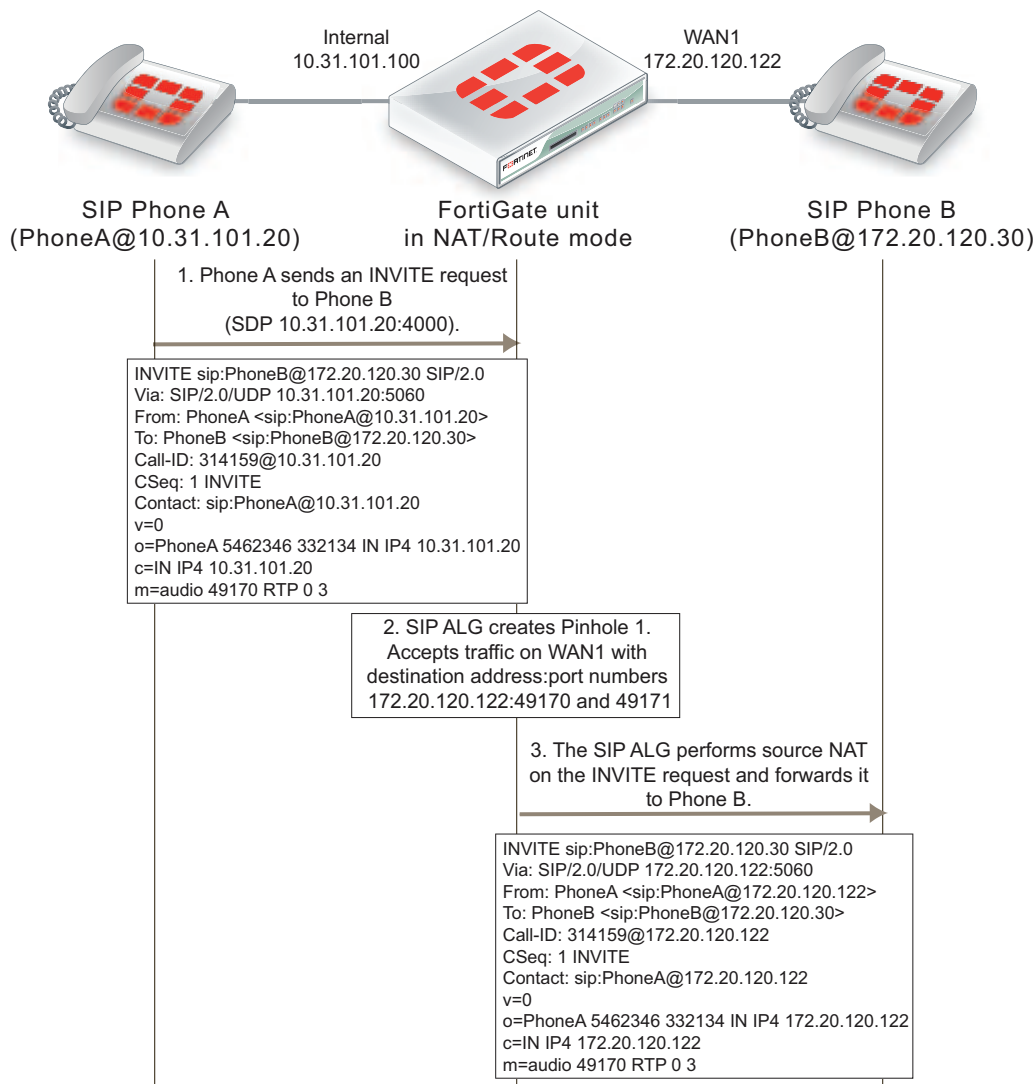 Internal
10.31.101.100
WAN1
172.20.120.122
FORTINET
SIP Phone A
(PhoneA@10.31.101.20)
FortiGate unit
in NAT/Route mode
SIP Phone B
(PhoneB@172.20.120.30)
1. Phone A sends an INVITE request
to Phone B
(SDP 10.31.101.20:4000).
INVITE sip:PhoneB@172.20.120.30 SIP/2.0
Via: SIP/2.0/UDP 10.31.101.20:5060
From: PhoneA <sip:PhoneA@10.31.101.20>
To: PhoneB <sip:PhoneB@172.20.120.30>
Call-ID: 314159@10.31.101.20
CSeq: 1 INVITE
Contact: sip:PhoneA@10.31.101.20
v=0
o=PhoneA 5462346 332134 IN IP4 10.31.101.20
c=IN IP4 10.31.101.20
m=audio 49170 RTP 0 3
2. SIP ALG creates Pinhole 1.
Accepts traffic on WAN1 with
destination address:port numbers
172.20.120.122:49170 and 49171
3. The SIP ALG performs source NAT
on the INVITE request and forwards it
to Phone B.
INVITE sip:PhoneB@172.20.120.30 SIP/2.0
Via: SIP/2.0/UDP 172.20.120.122:5060
From: PhoneA <sip:PhoneA@172.20.120.122>
To: PhoneB <sip:PhoneB@172.20.120.30>
Call-ID: 314159@172.20.120.122
CSeq: 1 INVITE
Contact: sip:PhoneA@172.20.120.122
v=0
o=PhoneA 5462346 332134 IN IP4 172.20.120.122
c=IN IP4 172.20.120.122
m=audio 49170 RTP 0 3